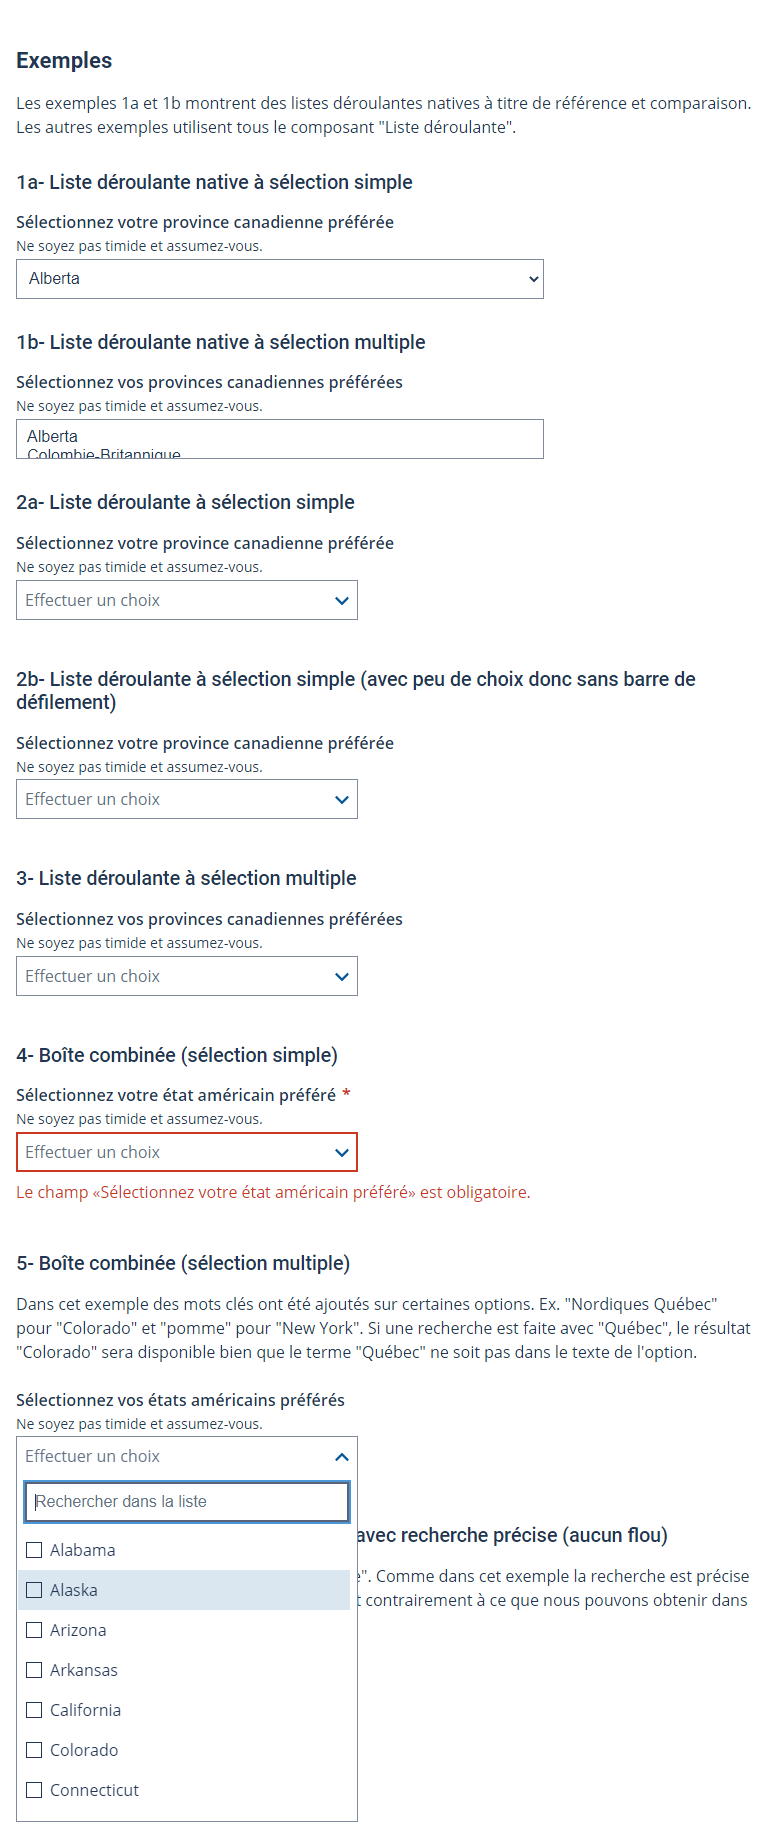 Exemples
Les exemples 1a et 1b montrent des listes déroulantes natives à titre de référence et comparaison.
Les autres exemples utilisent tous le composant "Liste déroulante".
1a- Liste déroulante native à sélection simple
Sélectionnez votre province canadienne préférée
Ne soyez pas timide et assumez-vous.
Alberta
1b- Liste déroulante native à sélection multiple
Sélectionnez vos provinces canadiennes préférées
Ne soyez pas timide et assumez-vous.
Alberta
Colombie-Britannique
2a- Liste déroulante à sélection simple
Sélectionnez votre province canadienne préférée
Ne soyez pas timide et assumez-vous.
Effectuer un choix
2b- Liste déroulante à sélection simple (avec peu de choix donc sans barre de
défilement)
Sélectionnez votre province canadienne préférée
Ne soyez pas timide et assumez-vous.
Effectuer un choix
3- Liste déroulante à sélection multiple
Sélectionnez vos provinces canadiennes préférées
Ne soyez pas timide et assumez-vous.
Effectuer un choix
4- Boîte combinée (sélection simple)
Sélectionnez votre état américain préféré *
Ne soyez pas timide et assumez-vous.
Effectuer un choix
Le champ «Sélectionnez votre état américain préféré» est obligatoire.
5- Boîte combinée (sélection multiple)
Dans cet exemple des mots clés ont été ajoutés sur certaines options. Ex. "Nordiques Québec"
pour "Colorado" et "pomme" pour "New York". Si une recherche est faite avec "Québec", le résultat
"Colorado" sera disponible bien que le terme "Québec" ne soit pas dans le texte de l'option.
Sélectionnez vos états américains préférés
Ne soyez pas timide et assumez-vous.
Effectuer un choix
Rechercher dans la liste
avec recherche précise (aucun flou)
Alabama
e". Comme dans cet exemple la recherche est précise
Alaska
t contrairement à ce que nous pouvons obtenir dans
Arizona
Arkansas
California
Colorado
Connecticut